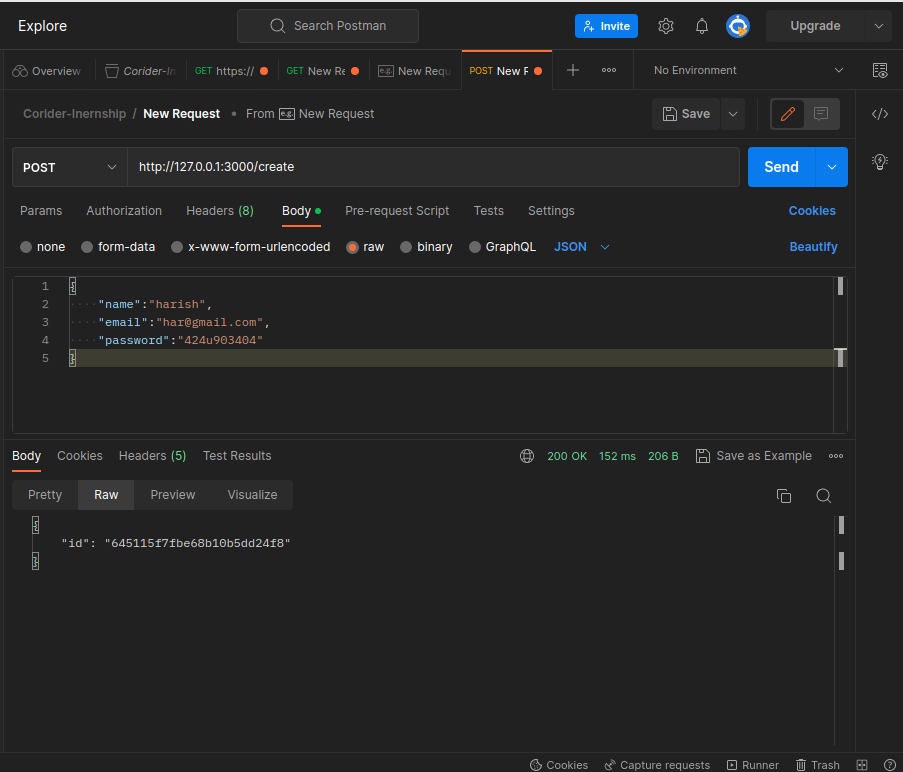 Explore
Search Postman
Invite
Upgrade
Overview
Corider-In
GET https://
GET New Re
e.g. New Requ
POST New R
No Environment
Corider-Inernship / New Request • From e.g. New Request
Save
POST
http://127.0.0.1:3000/create
Send
Params Authorization Headers (8) Body Pre-request Script Tests Settings Cookies
none form-data x-www-form-urlencoded raw binary GraphQL JSON Beautify
1 {
2 "name":"harish",
3 "email":"har@gmail.com",
4 "password":"424u903404"
5 }
Body Cookies Headers (5) Test Results 200 OK 152 ms 206 B Save as Example
Pretty Raw Preview Visualize
{
"id": "645115f7fbe68b10b5dd24f8"
}
Cookies Capture requests Runner Trash